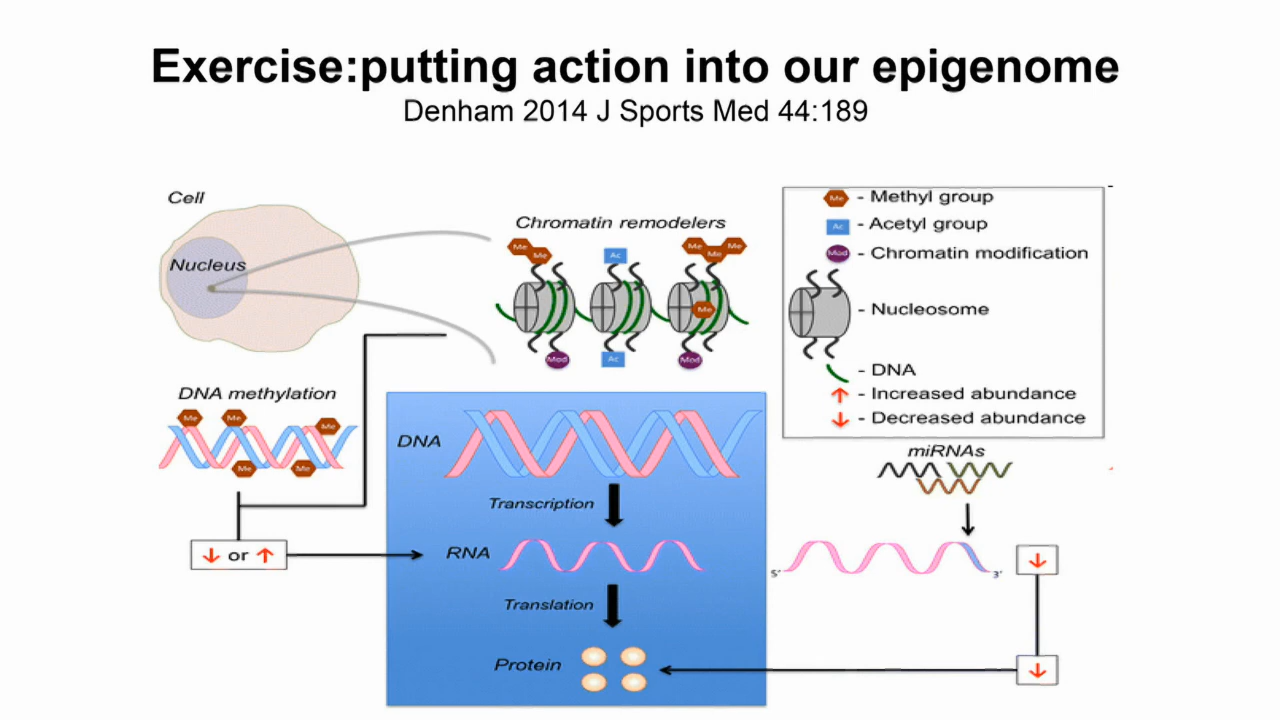 Exercise:putting action into our epigenome
Denham 2014 J Sports Med 44:189
Cell
Nucleus
Chromatin remodelers
Me
Me
Ac
Me
Me
Me
Me
Mod
Ac
Mod
Me - Methyl group
Ac - Acetyl group
Mod - Chromatin modification
- Nucleosome
- DNA
↑ - Increased abundance
↓ - Decreased abundance
DNA methylation
Me
Me
Me
Me
Me
↓ or ↑
DNA
Transcription
RNA
Translation
Protein
miRNAs
5'
3'
↓
↓